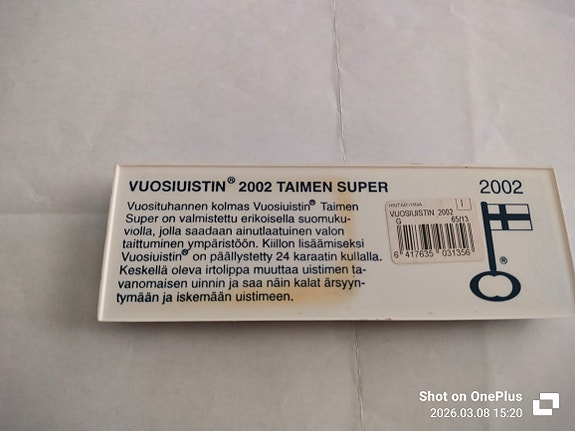 VUOSIUISTIN® 2002 TAIMEN SUPER
2002
Vuosituhannen kolmas Vuosiuistin® Taimen
Super on valmistettu erikoisella suomuku-
violla, jolla saadaan ainutlaatuinen valon
taittuminen ympäristöön. Kiillon lisäämiseksi
Vuosiuistin® on päällystetty 24 karaatin kullalla.
Keskellä oleva irtolippa muuttaa uistimen ta-
vanomaisen uinnin ja saa näin kalat ärsyyn-
tymään ja iskemään uistimeen.
HINTARYHMÄ I
VUOSIUISTIN 2002
G 65/13
6 417635 031356
®
Shot on OnePlus
2026.03.08 15:20